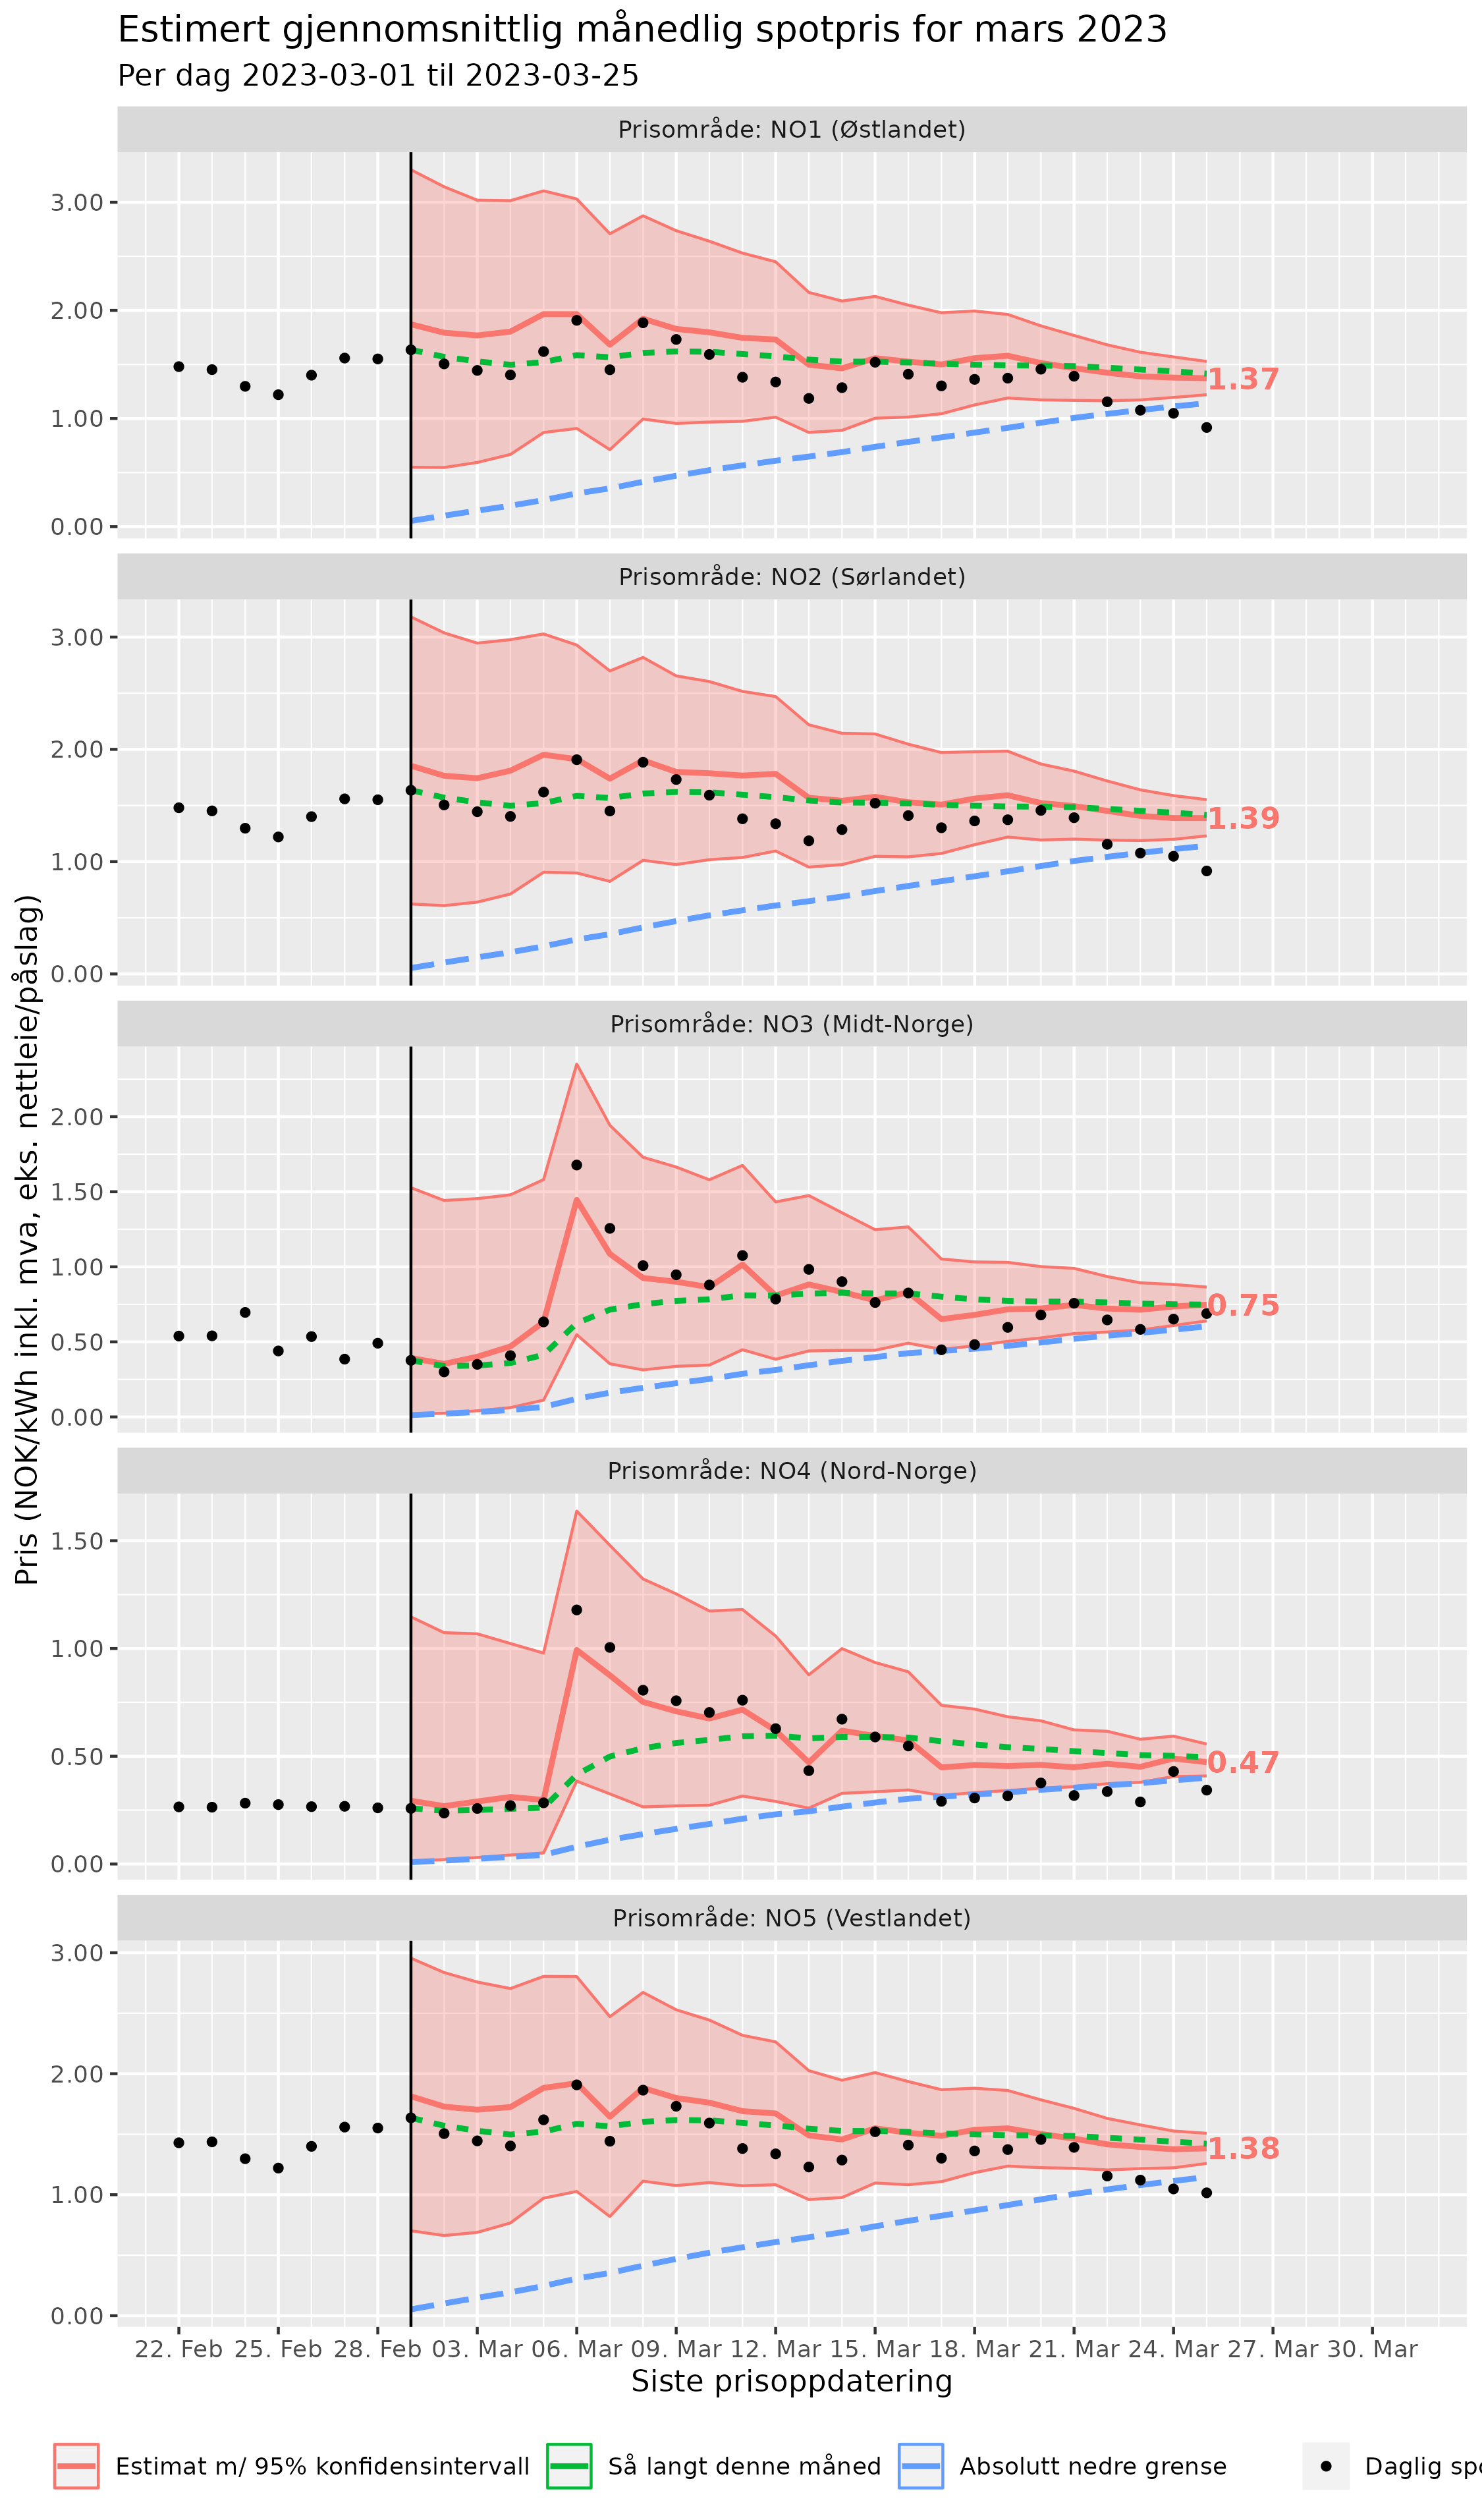 Estimert gjennomsnittlig månedlig spotpris for mars 2023
Per dag 2023-03-01 til 2023-03-25
Pris (NOK/kWh inkl. mva, eks. nettleie/påslag)
Prisområde: NO1 (Østlandet)
3.00
2.00
1.00
0.00
1.37
Prisområde: NO2 (Sørlandet)
3.00
2.00
1.00
0.00
1.39
Prisområde: NO3 (Midt-Norge)
2.00
1.50
1.00
0.50
0.00
0.75
Prisområde: NO4 (Nord-Norge)
1.50
1.00
0.50
0.00
0.47
Prisområde: NO5 (Vestlandet)
3.00
2.00
1.00
0.00
1.38
22. Feb 25. Feb 28. Feb 03. Mar 06. Mar 09. Mar 12. Mar 15. Mar 18. Mar 21. Mar 24. Mar 27. Mar 30. Mar
Siste prisoppdatering
Estimat m/ 95% konfidensintervall Så langt denne måned Absolutt nedre grense Daglig